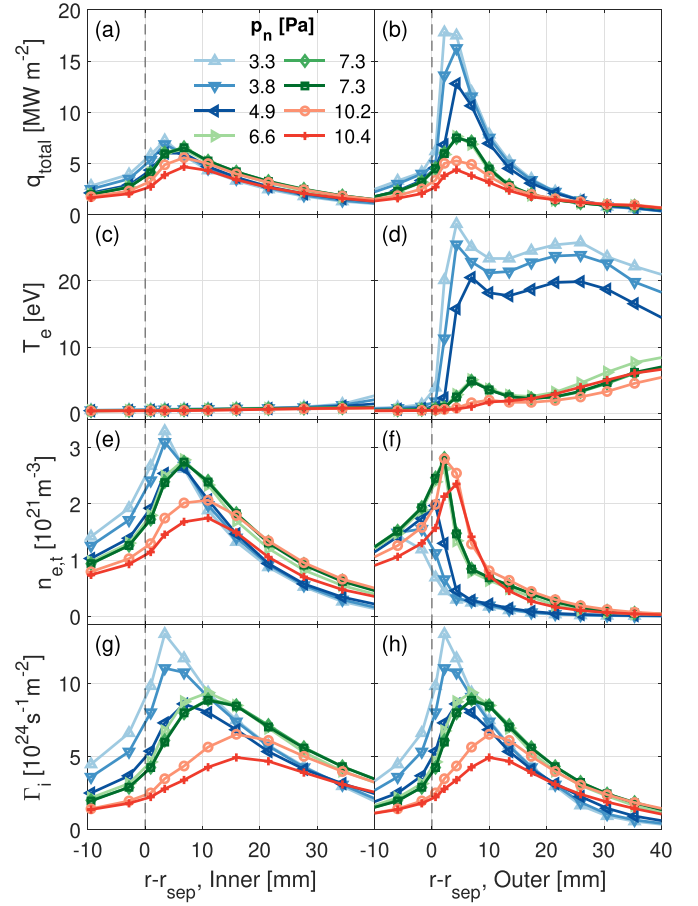 (a)
p_n [Pa]
3.3 7.3
3.8 7.3
4.9 10.2
6.6 10.4
(b)
q_total [MW m^-2]
20
15
10
5
0
(c)
(d)
T_e [eV]
20
10
0
(e)
(f)
n_e,t [10^21 m^-3]
3
2
1
0
(g)
(h)
Γ_i [10^24 s^-1 m^-2]
10
5
0
-10 0 10 20 30
-10 0 10 20 30 40
r-r_sep, Inner [mm]
r-r_sep, Outer [mm]